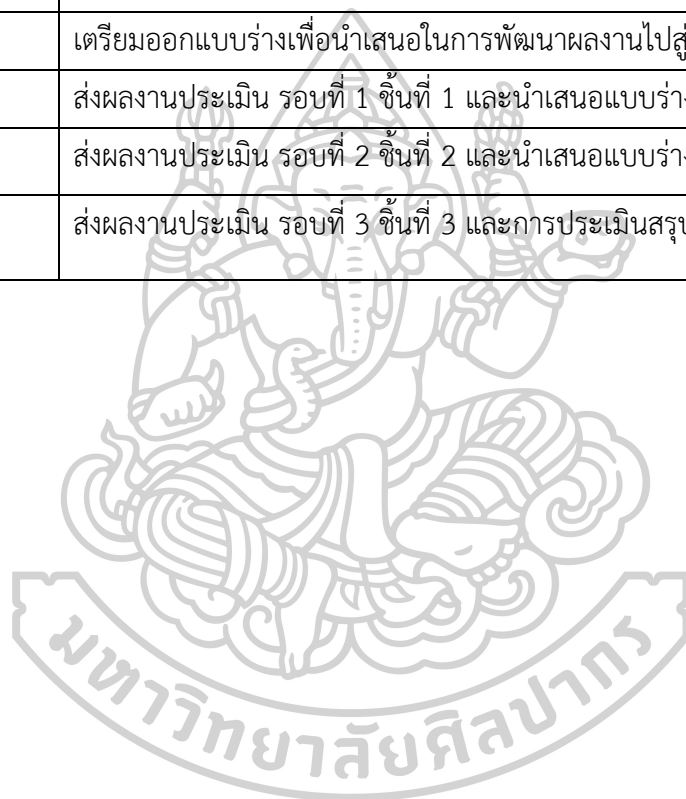 เตรียมออกแบบร่างเพื่อนำเสนอในการพัฒนาผลงานไปสู่
ส่งผลงานประเมิน รอบที่ 1 ชิ้นที่ 1 และนำเสนอแบบร่าง
ส่งผลงานประเมิน รอบที่ 2 ชิ้นที่ 2 และนำเสนอแบบร่าง
ส่งผลงานประเมิน รอบที่ 3 ชิ้นที่ 3 และการประเมินสรุป
มหาวิทยาลัยศิลปากร